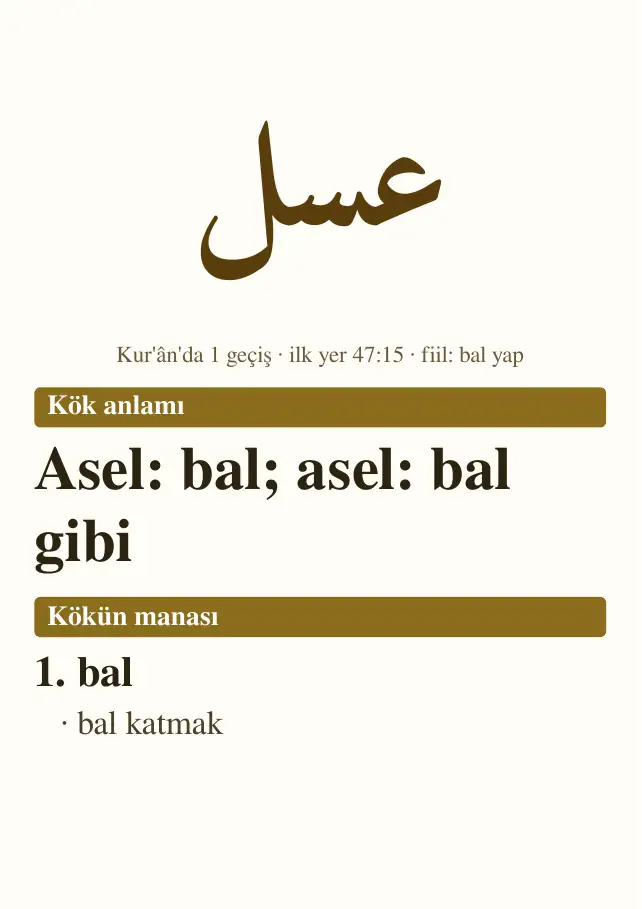 عسل
Kur'ân'da 1 geçiş · ilk yer 47:15 · fiil: bal yap
Kök anlamı
Asel: bal; asel: bal
gibi
Kökün manası
1. bal
· bal katmak